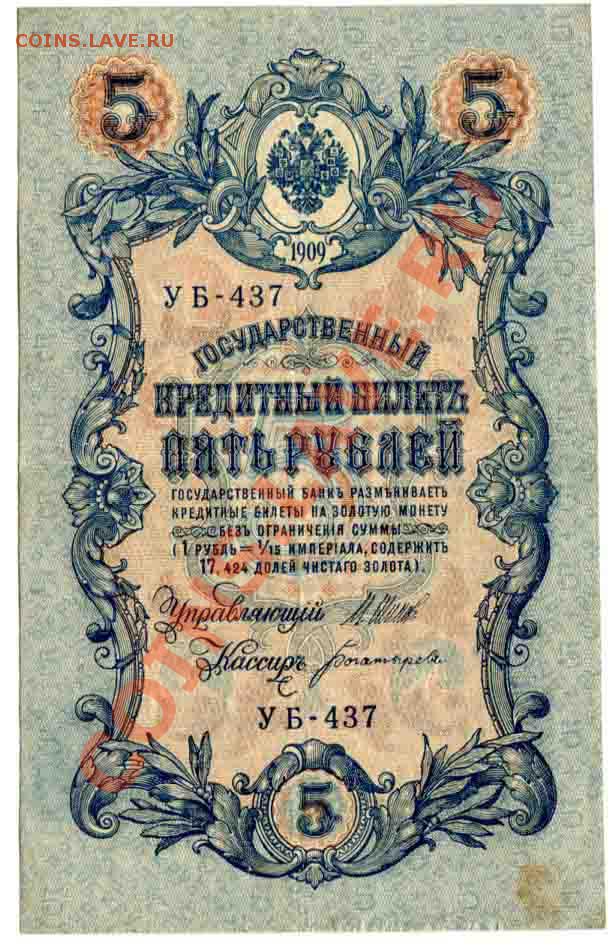 COINS.LAVE.RU
5 5
1909
УБ-437
ГОСУДАРСТВЕННЫЙ
КРЕДИТНЫЙ БИЛЕТЪ
ПЯТЬ РУБЛЕЙ
ГОСУДАРСТВЕННЫЙ БАНКЪ РАЗМѢНИВАЕТЪ
КРЕДИТНЫЕ БИЛЕТЫ НА ЗОЛОТУЮ МОНЕТУ
БЕЗЪ ОГРАНИЧЕНІЯ СУММЫ
(1 РУБЛЬ = 1/15 ИМПЕРІАЛА, СОДЕРЖИТЪ
17,424 ДОЛЕЙ ЧИСТАГО ЗОЛОТА).
Управляющій И.Шипов
Кассиръ Богатырев
УБ-437
5